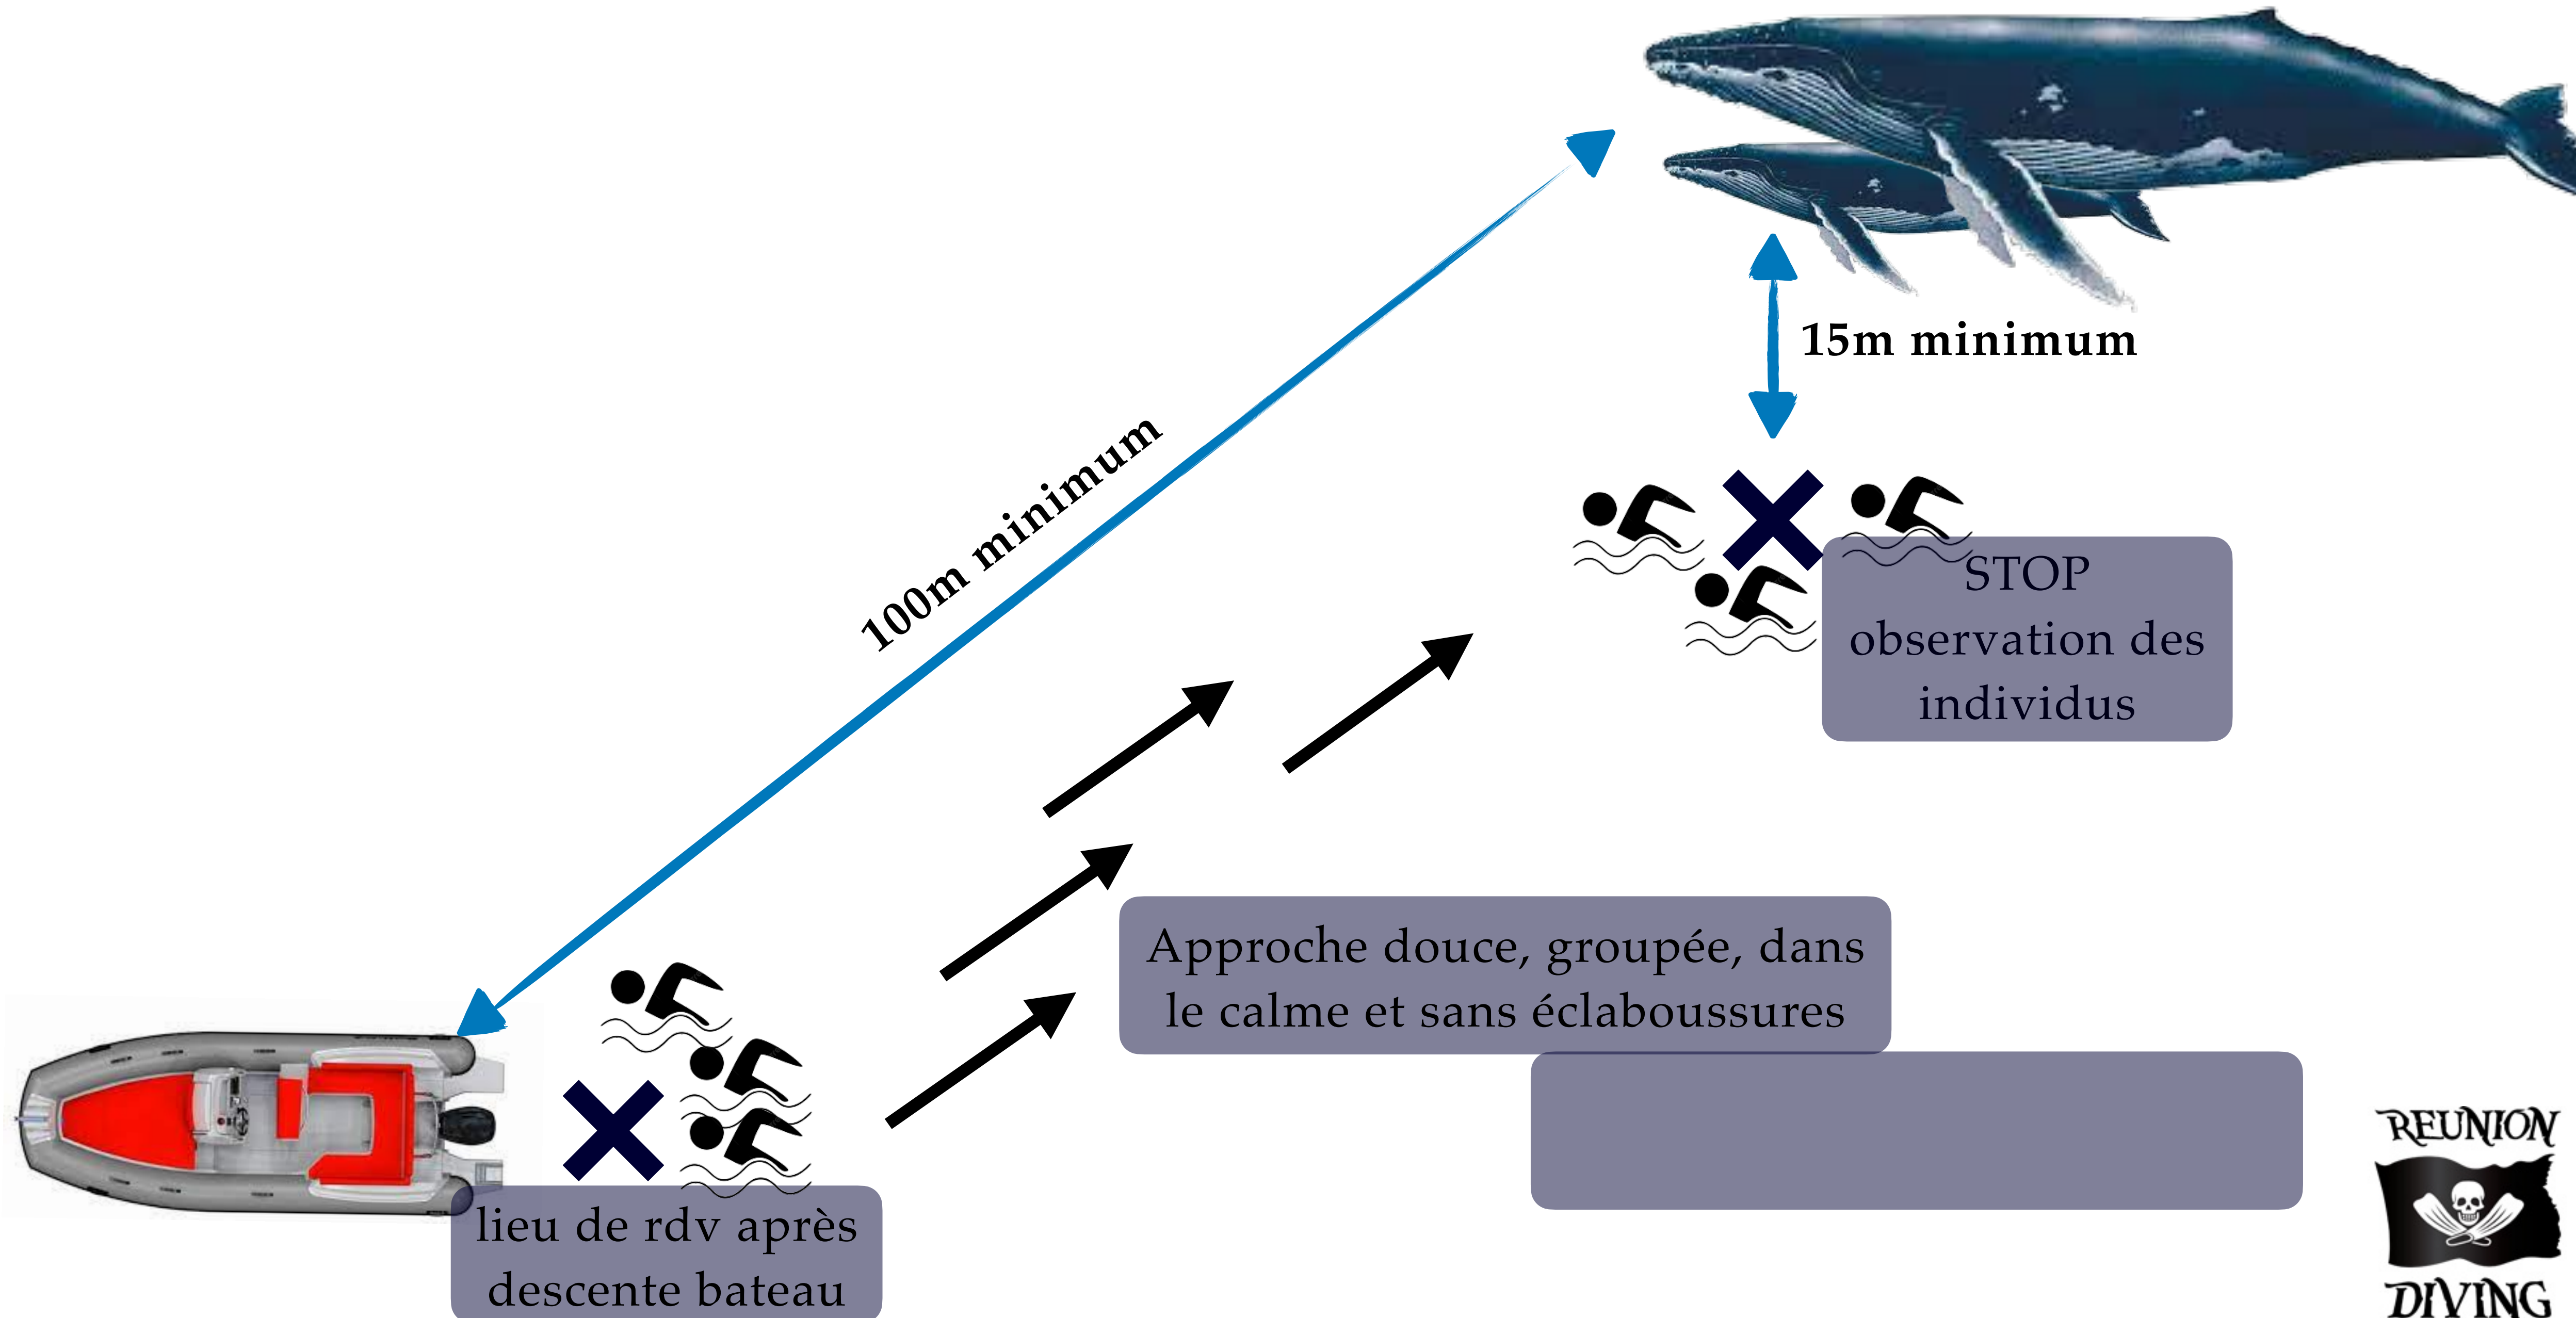 15m minimum
100m minimum
STOP
observation des
individus
Approche douce, groupée, dans
le calme et sans éclaboussures
lieu de rdv après
descente bateau
REUNION
DIVING